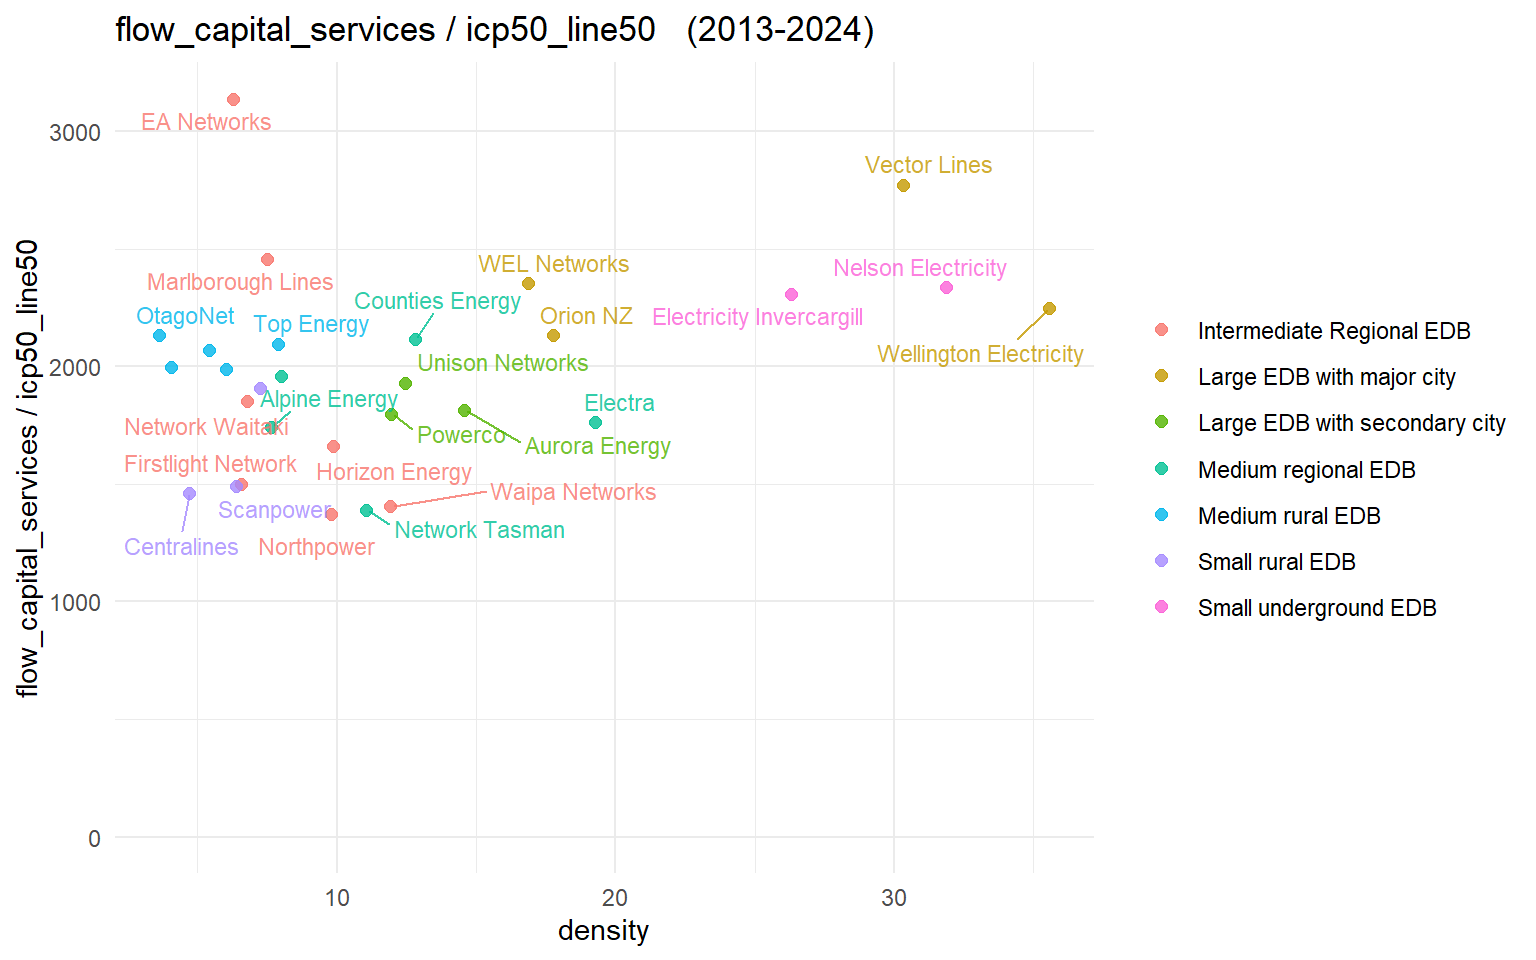 flow_capital_services / icp50_line50   (2013-2024)
EA Networks
3000
Vector Lines
WEL Networks
Nelson Electricity
Marlborough Lines
Counties Energy
OtagoNet
Top Energy
Orion NZ
Electricity Invercargill
Wellington Electricity
2000
Unison Networks
Alpine Energy
Electra
Network Waitaki
Powerco
Aurora Energy
Firstlight Network
Horizon Energy
Waipa Networks
Scanpower
Network Tasman
Centralines
Northpower
1000
0
10
20
30
density
flow_capital_services / icp50_line50
Intermediate Regional EDB
Large EDB with major city
Large EDB with secondary city
Medium regional EDB
Medium rural EDB
Small rural EDB
Small underground EDB